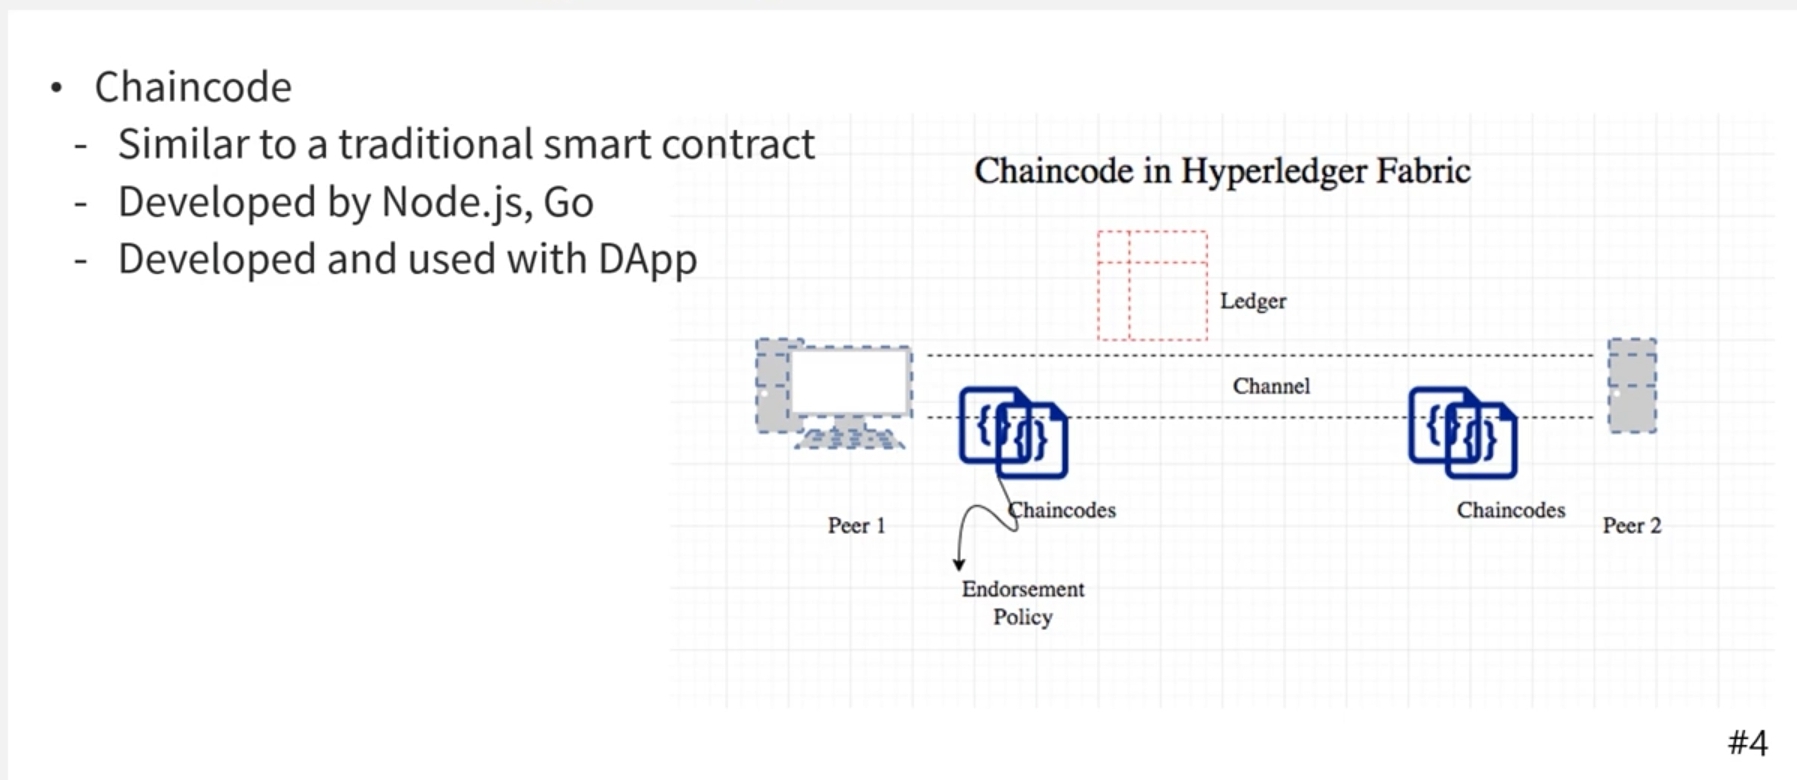 • Chaincode
- Similar to a traditional smart contract
- Developed by Node.js, Go
- Developed and used with DApp
Chaincode in Hyperledger Fabric
Ledger
Channel
Chaincodes
Chaincodes
Peer 1
Peer 2
Endorsement
Policy
#4